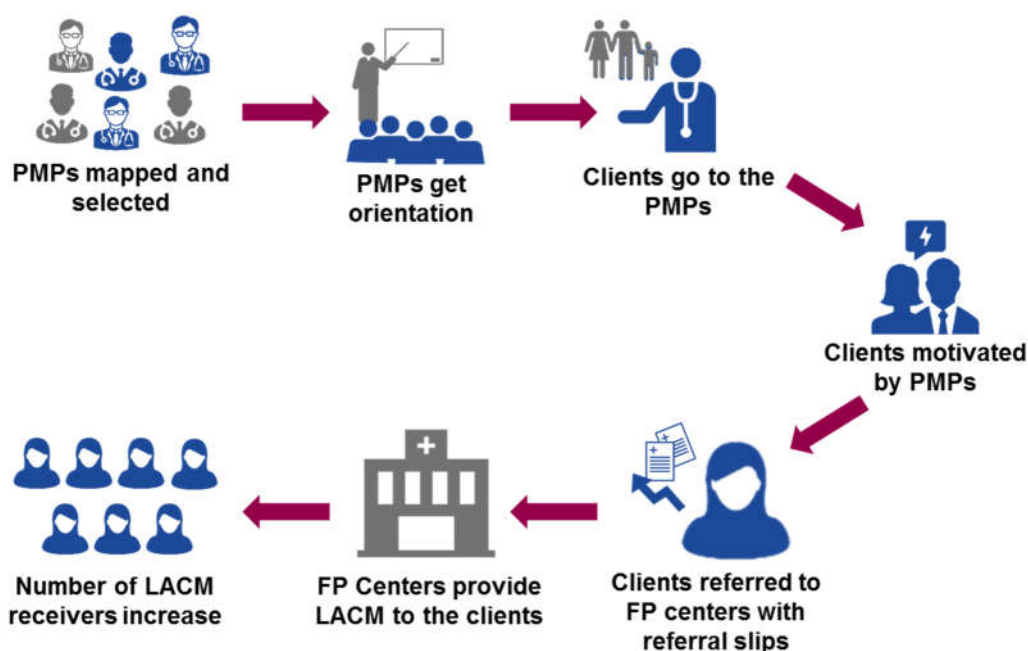 PMPs mapped and
selected
PMPs get
orientation
Clients go to the
PMPs
Clients motivated
by PMPs
Clients referred to
FP centers with
referral slips
FP Centers provide
LACM to the clients
Number of LACM
receivers increase